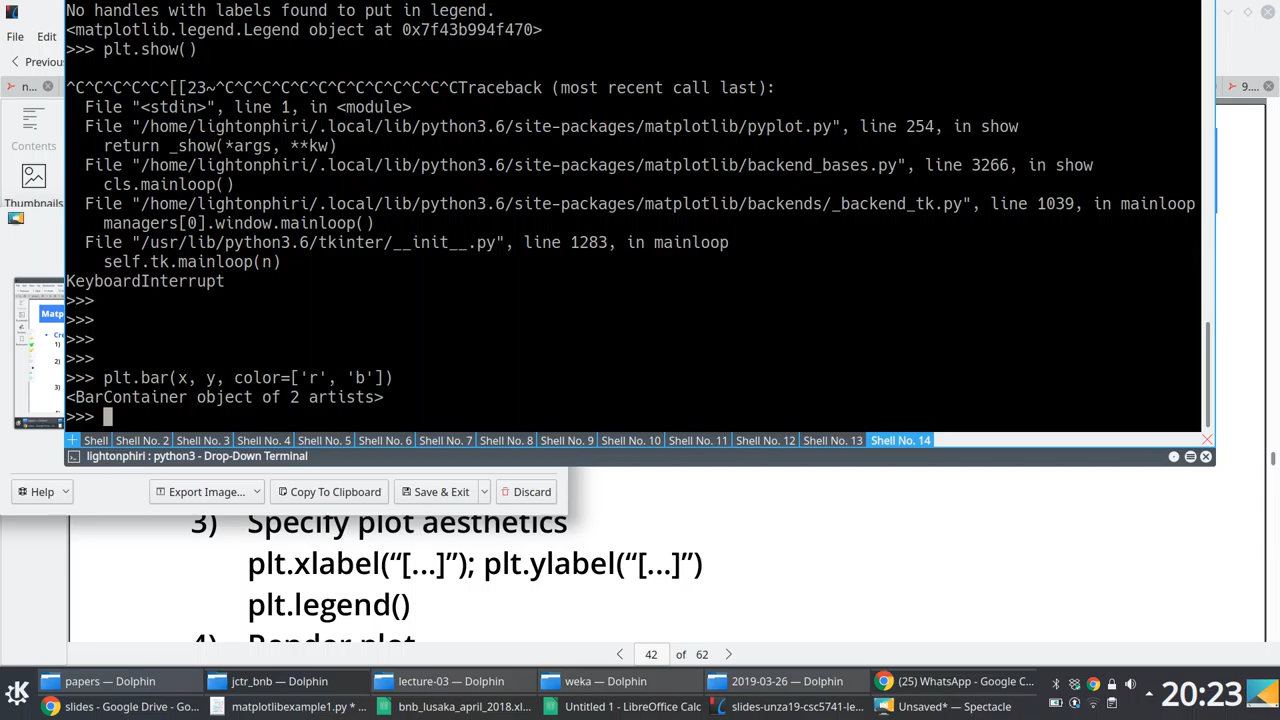 No handles with labels found to put in legend.
<matplotlib.legend.Legend object at 0x7f43b994f470>
>>> plt.show()
^C^C^C^C^C^C^[[23~^C^C^C^C^C^C^C^C^C^C^C^C^CTraceback (most recent call last):
File "<stdin>", line 1, in <module>
File "/home/lightonphiri/.local/lib/python3.6/site-packages/matplotlib/pyplot.py", line 254, in show
return _show(*args, **kw)
File "/home/lightonphiri/.local/lib/python3.6/site-packages/matplotlib/backend_bases.py", line 3266, in show
cls.mainloop()
File "/home/lightonphiri/.local/lib/python3.6/site-packages/matplotlib/backends/_backend_tk.py", line 1039, in mainloop
managers[0].window.mainloop()
File "/usr/lib/python3.6/tkinter/__init__.py", line 1283, in mainloop
self.tk.mainloop(n)
KeyboardInterrupt
>>>
>>>
>>>
>>>
>>> plt.bar(x, y, color=['r', 'b'])
<BarContainer object of 2 artists>
>>>
Shell Shell No. 2 Shell No. 3 Shell No. 4 Shell No. 5 Shell No. 6 Shell No. 7 Shell No. 8 Shell No. 9 Shell No. 10 Shell No. 11 Shell No. 12 Shell No. 13 Shell No. 14
lightonphiri : python3 - Drop-Down Terminal
File Edit
Previous
n...
9....
Contents
Thumbnails
Matp
Help Export Image... Copy To Clipboard Save & Exit Discard
3) Specify plot aesthetics
plt.xlabel(“[...]”); plt.ylabel(“[...]”)
plt.legend()
4) Render plot
42 of 62
papers — Dolphin jctr_bnb — Dolphin lecture-03 — Dolphin weka — Dolphin 2019-03-26 — Dolphin (25) WhatsApp - Google C...
slides - Google Drive - Go... matplotlibexample1.py * ... bnb_lusaka_april_2018.xl... Untitled 1 - LibreOffice Calc slides-unza19-csc5741-le... Unsaved* — Spectacle
20:23